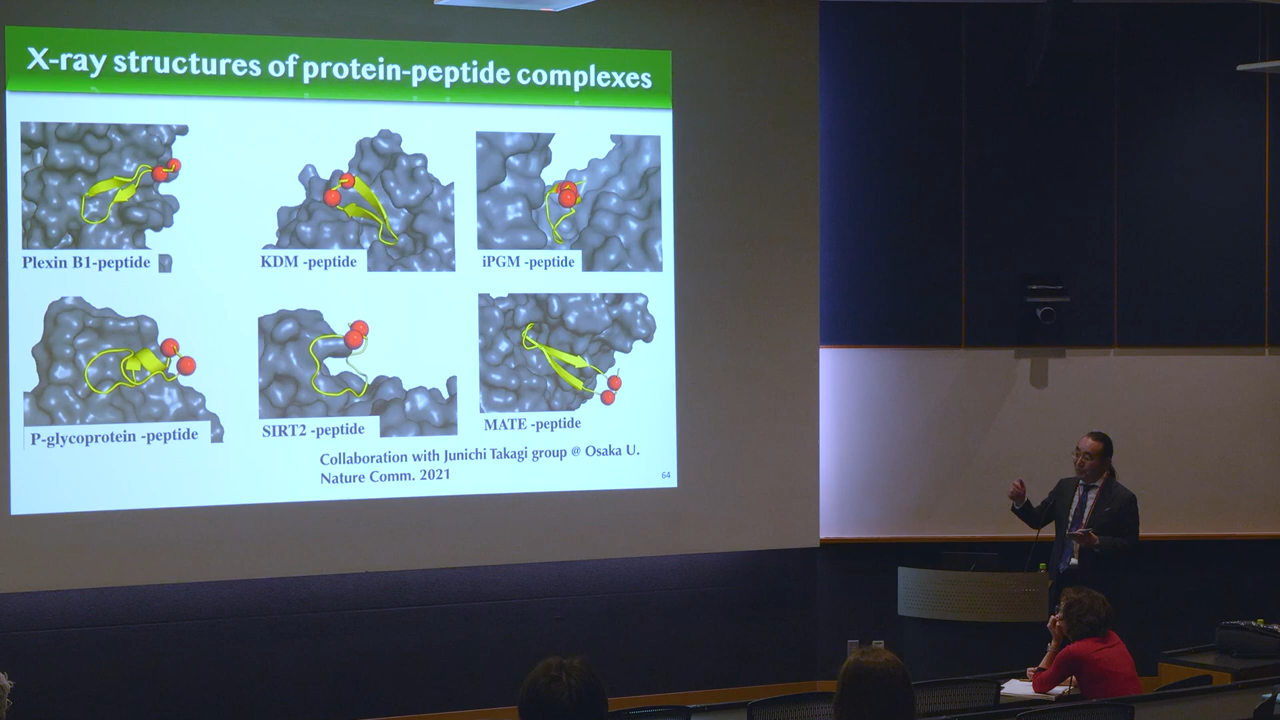 X-ray structures of protein-peptide complexes
Plexin B1-peptide
KDM -peptide
iPGM -peptide
P-glycoprotein -peptide
SIRT2 -peptide
MATE -peptide
Collaboration with Junichi Takagi group @ Osaka U.
Nature Comm. 2021
64